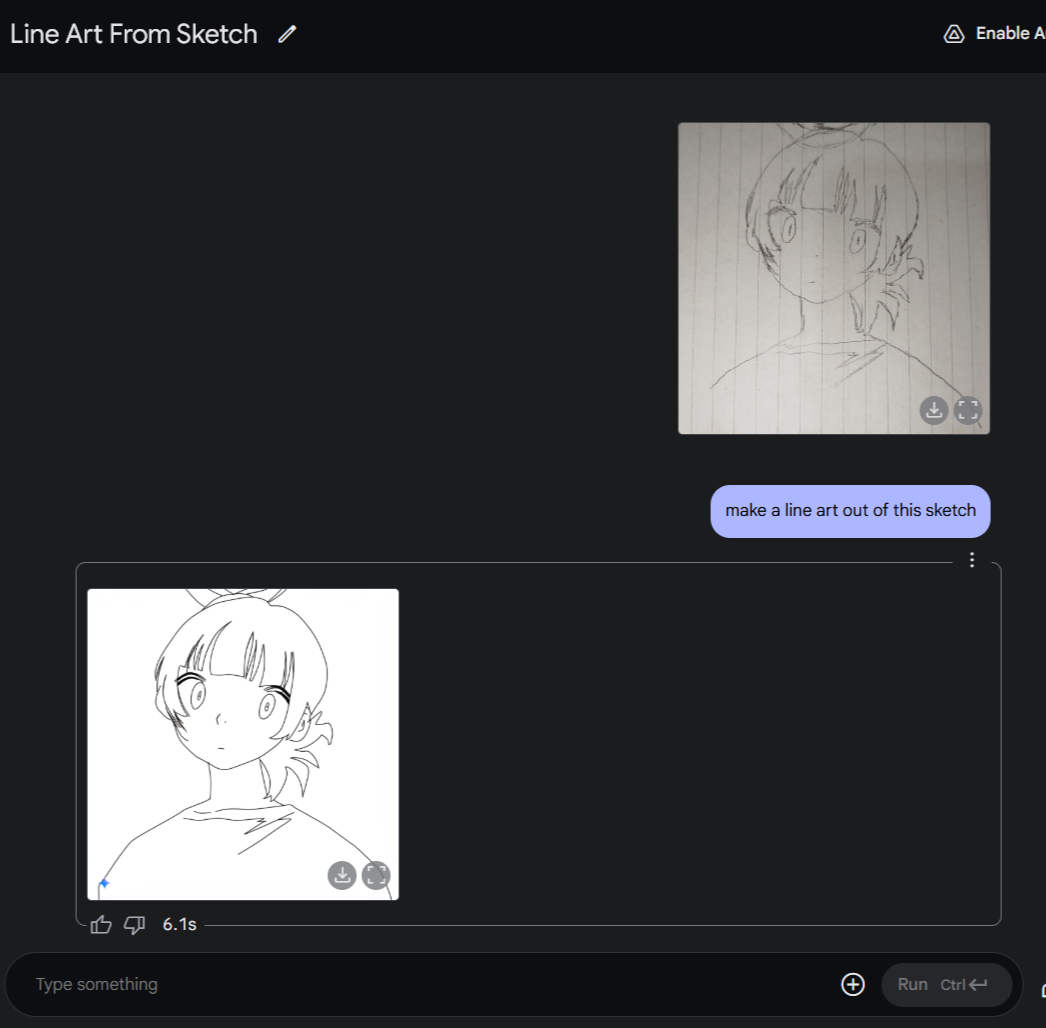 Line Art From Sketch
Enable
make a line art out of this sketch
6.1s
Type something
Run Ctrl